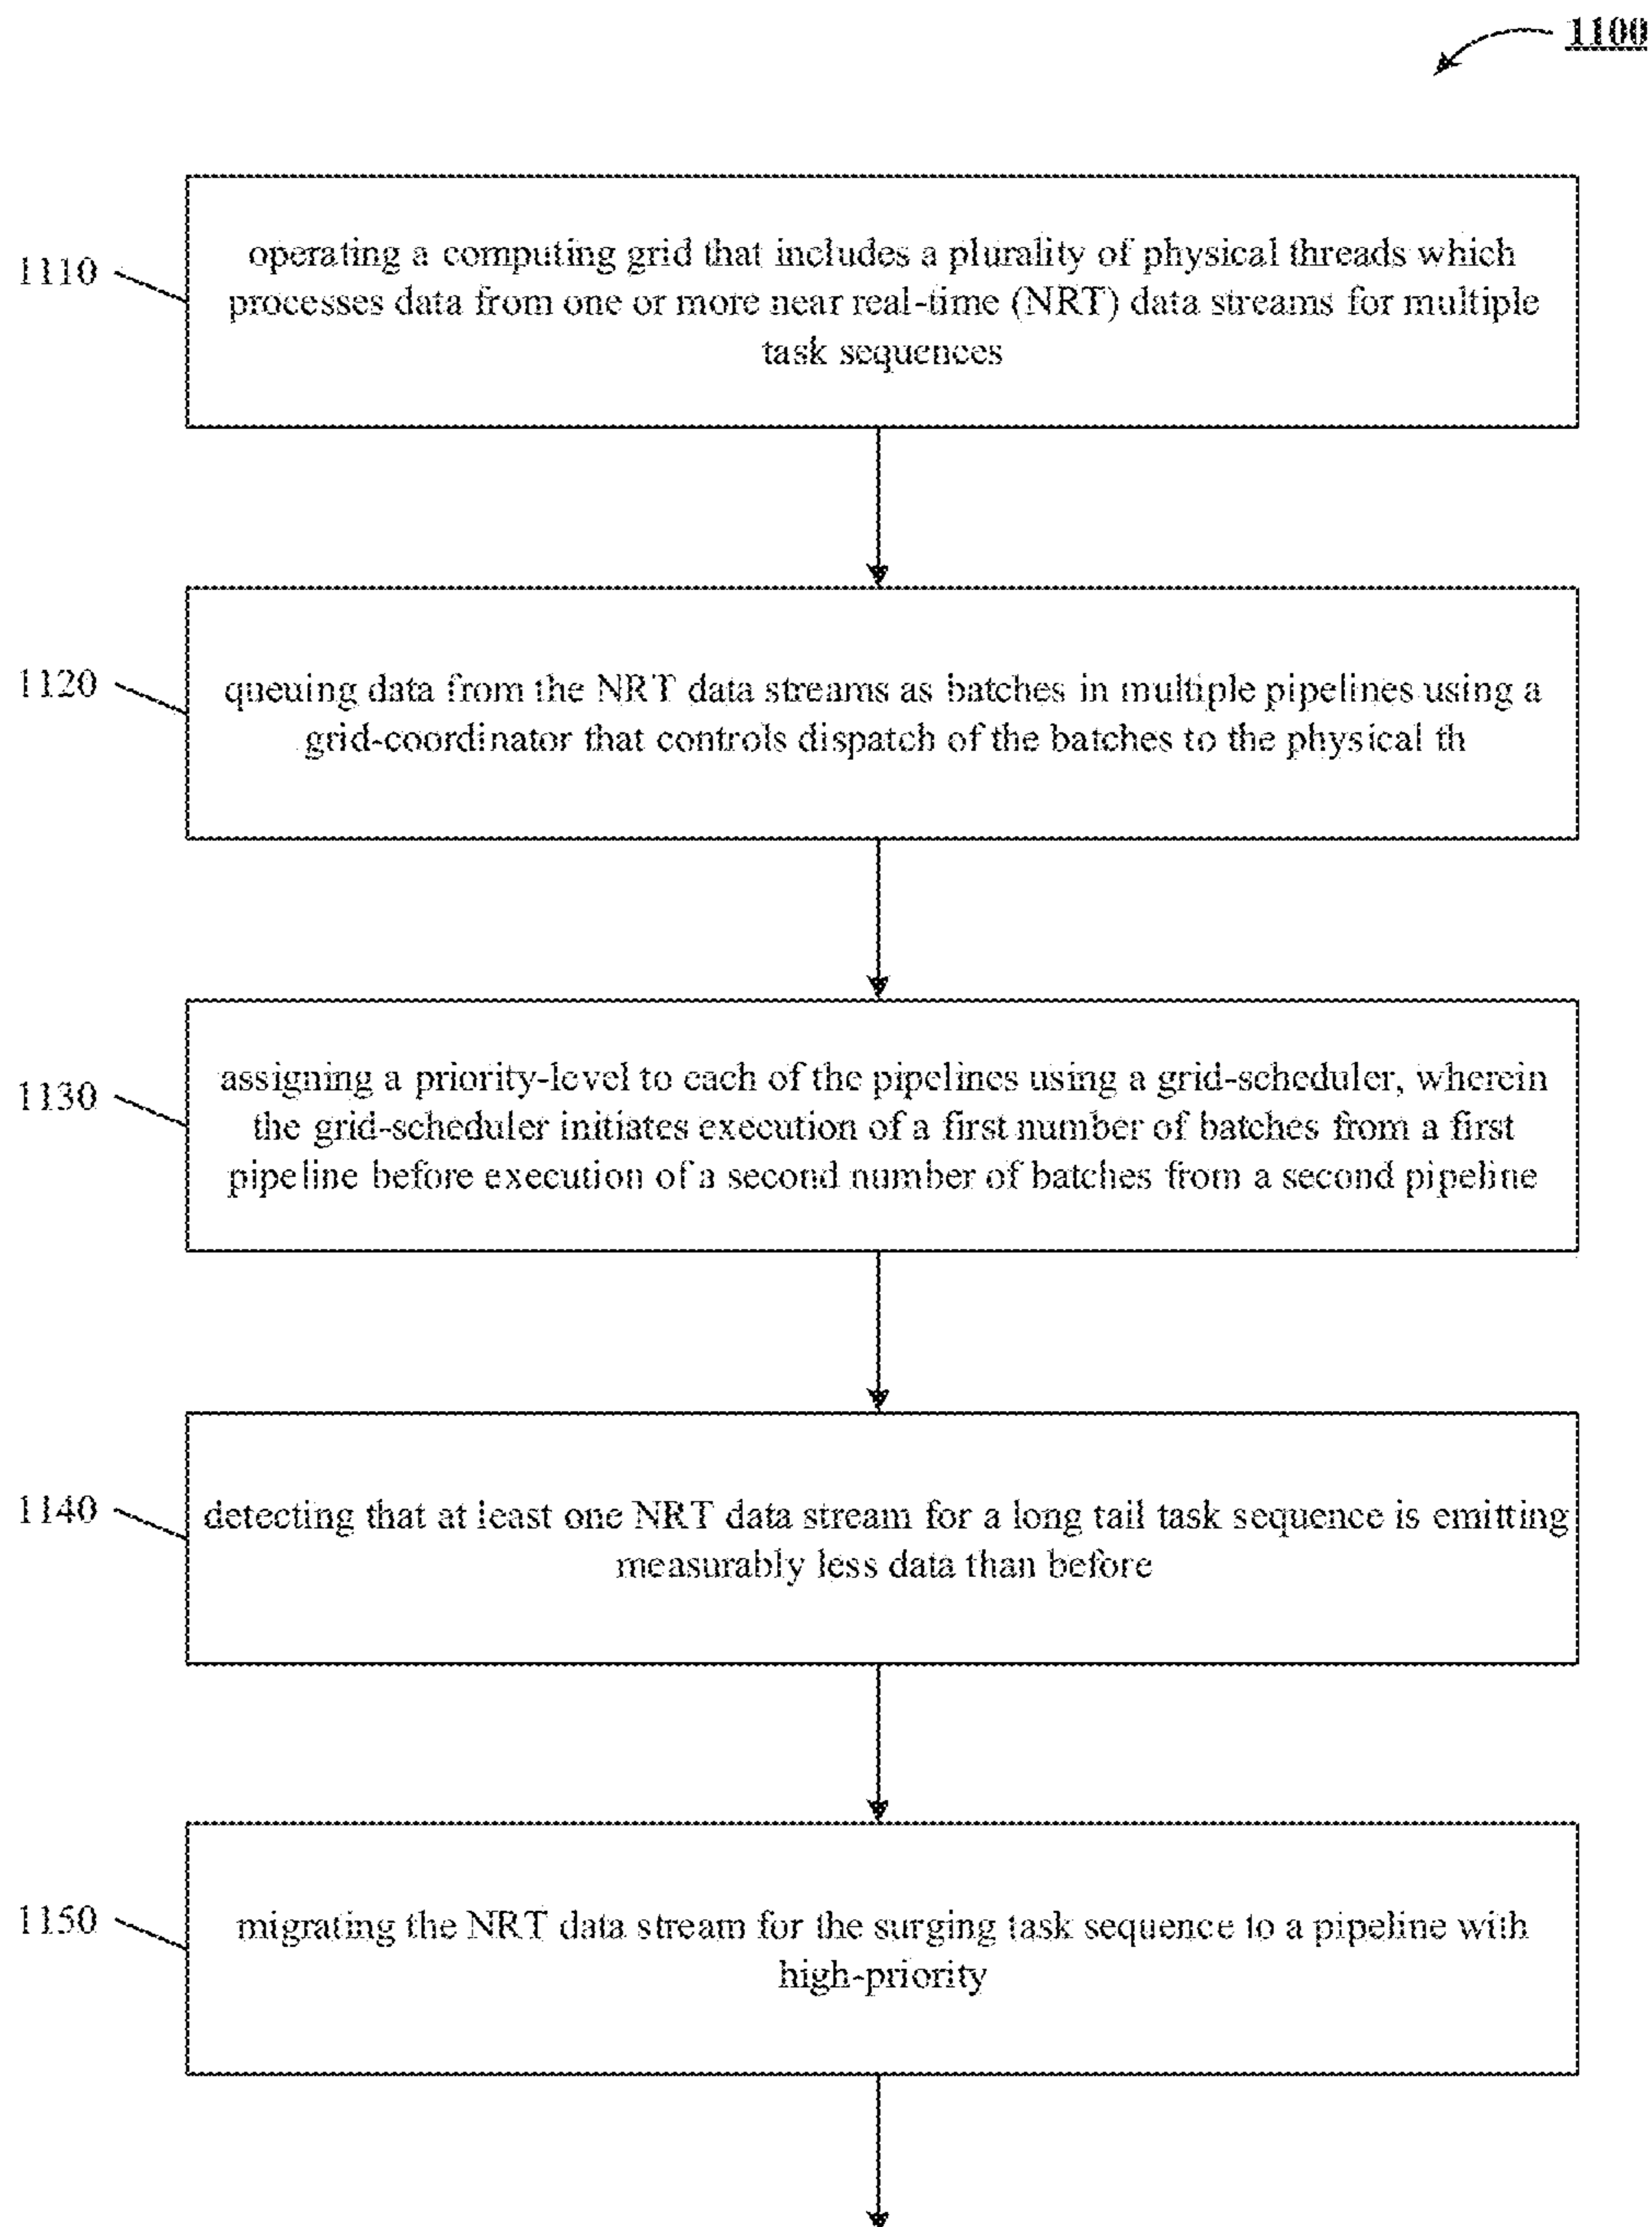 1100
1110
operating a computing grid that includes a plurality of physical threads which
processes data from one or more near real-time (NRT) data streams for multiple
task sequences
1120
queuing data from the NRT data streams as batches in multiple pipelines using a
grid-coordinator that controls dispatch of the batches to the physical th
1130
assigning a priority-level to each of the pipelines using a grid-scheduler, wherein
the grid-scheduler initiates execution of a first number of batches from a first
pipeline before execution of a second number of batches from a second pipeline
1140
detecting that at least one NRT data stream for a long tail task sequence is emitting
measurably less data than before
1150
migrating the NRT data stream for the surging task sequence to a pipeline with
high-priority